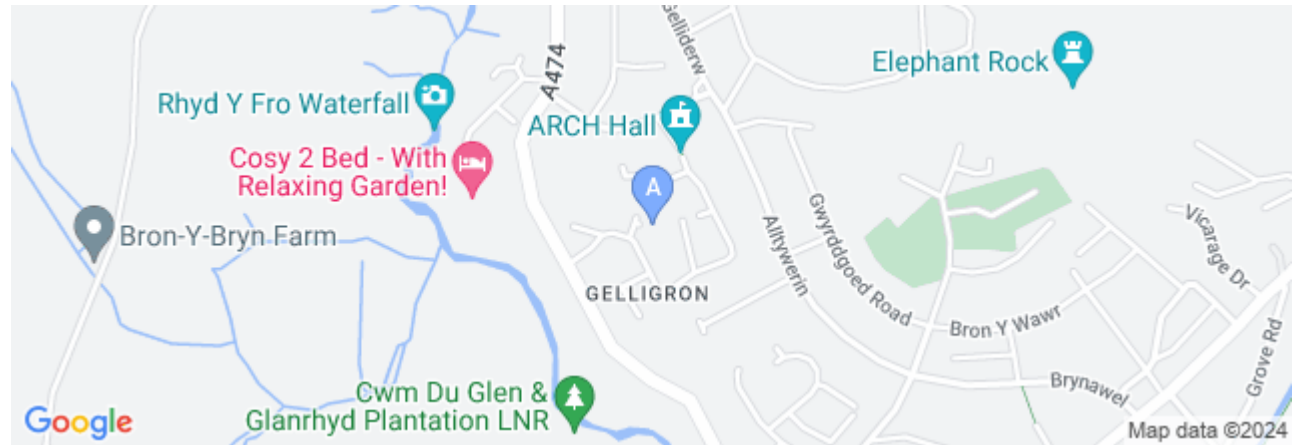 Gelliderw
A474
Elephant Rock
Rhyd Y Fro Waterfall
ARCH Hall
Cosy 2 Bed - With
Relaxing Garden!
A
Gwyrddgoed Road
Vicarage Dr
Bron-Y-Bryn Farm
Alltywerin
GELLIGRON
Bron Y Wawr
Grove Rd
Cwm Du Glen &
Glanrhyd Plantation LNR
Brynawel
Google
Map data ©2024